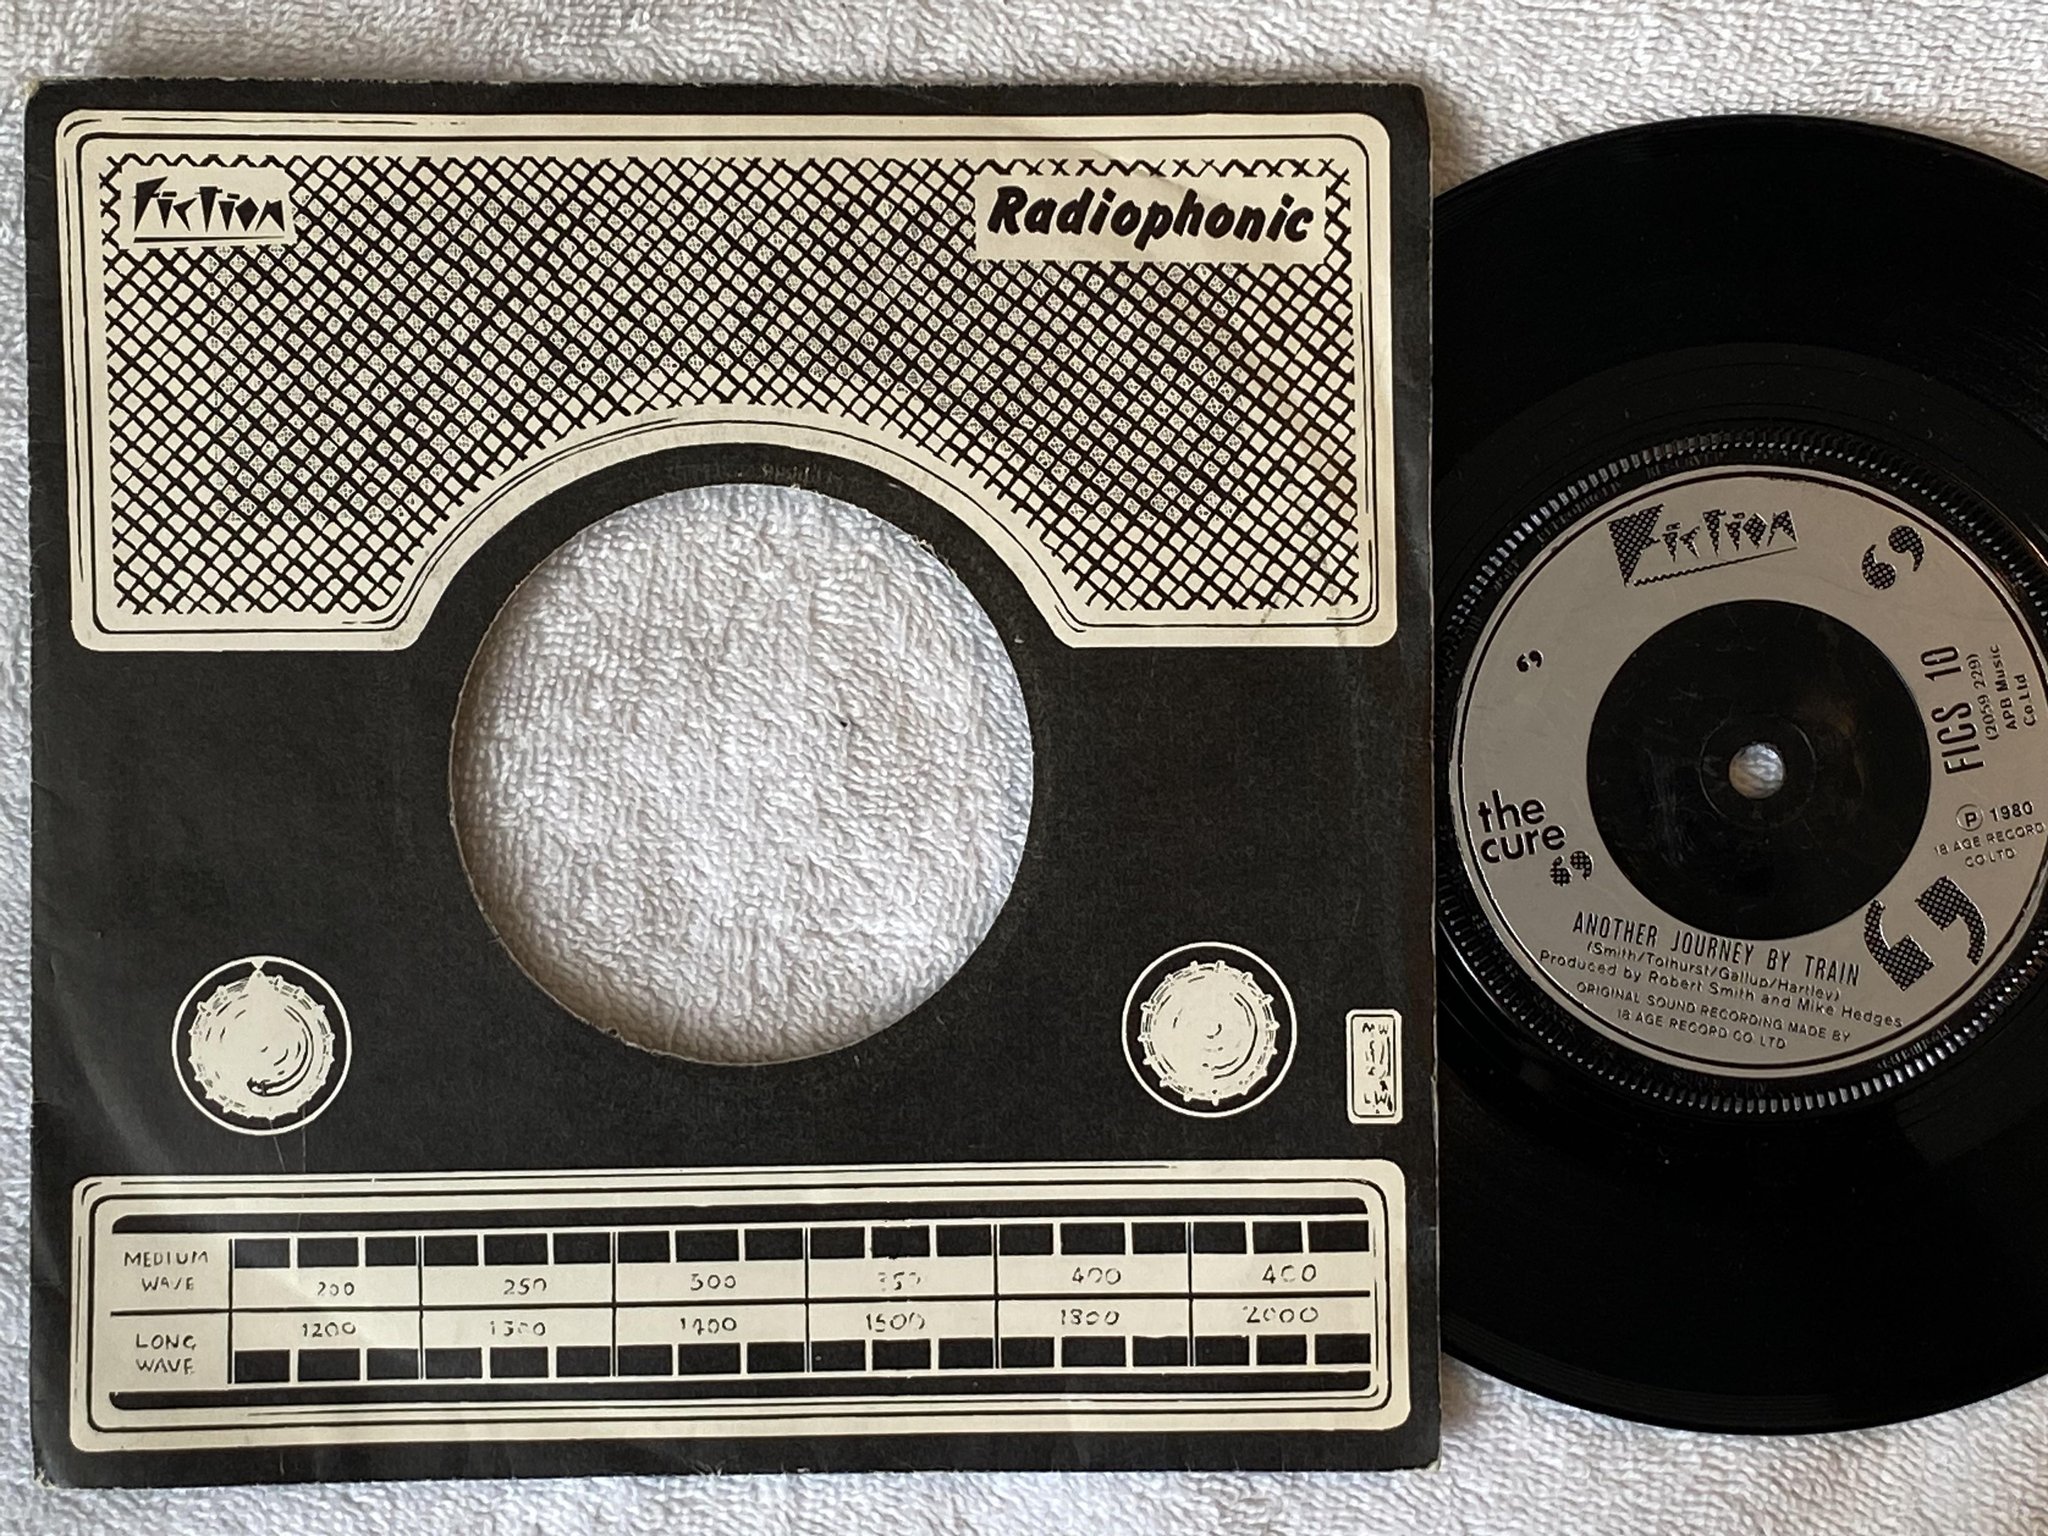 Fiction
Radiophonic
MEDIUM
WAVE
200
250
300
350
400
400
LONG
WAVE
1200
1300
1400
1800
2000
Fiction
the
cure
FICS 10
(2059 229)
APB Music
Co.Ltd
Ⓟ 1980
18 AGE RECORD
CO LTD
ANOTHER JOURNEY BY TRAIN
(Smith/Tolhurst/Gallup/Hartley)
Produced by Robert Smith and Mike Hedges
ORIGINAL SOUND RECORDING MADE BY
18 AGE RECORD CO. LTD